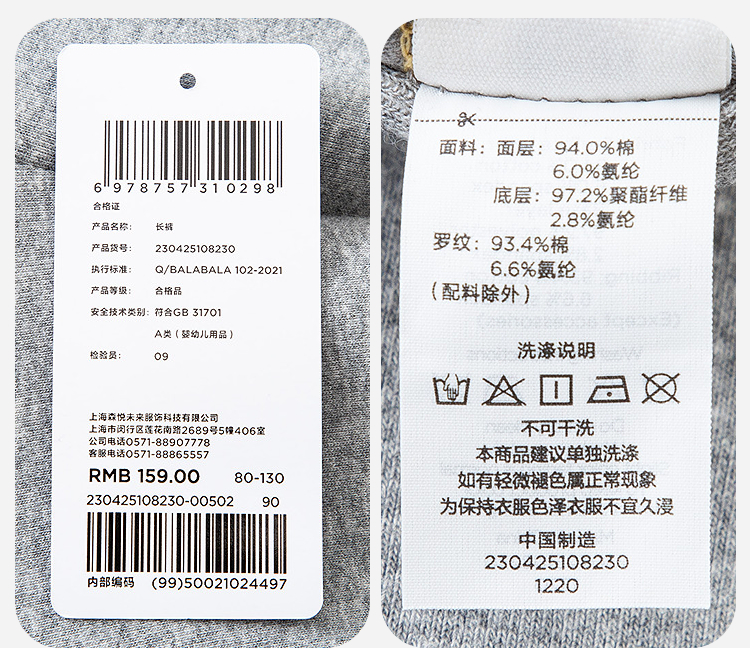 6 978757 310298
合格证
产品名称： 长裤
产品货号： 230425108230
执行标准： Q/BALABALA 102-2021
产品等级： 合格品
安全技术类别： 符合GB 31701
A类（婴幼儿用品）
检验员： 09
上海森悦未来服饰科技有限公司
上海市闵行区莲花南路2689号5幢406室
公司电话0571-88907778
客服电话0571-88865557
RMB 159.00 80-130
230425108230-00502 90
内部编码 (99)50021024497
面料：面层：94.0%棉
6.0%氨纶
底层：97.2%聚酯纤维
2.8%氨纶
罗纹：93.4%棉
6.6%氨纶
(配料除外)
洗涤说明
不可干洗
本商品建议单独洗涤
如有轻微褪色属正常现象
为保持衣服色泽衣服不宜久浸
中国制造
230425108230
1220